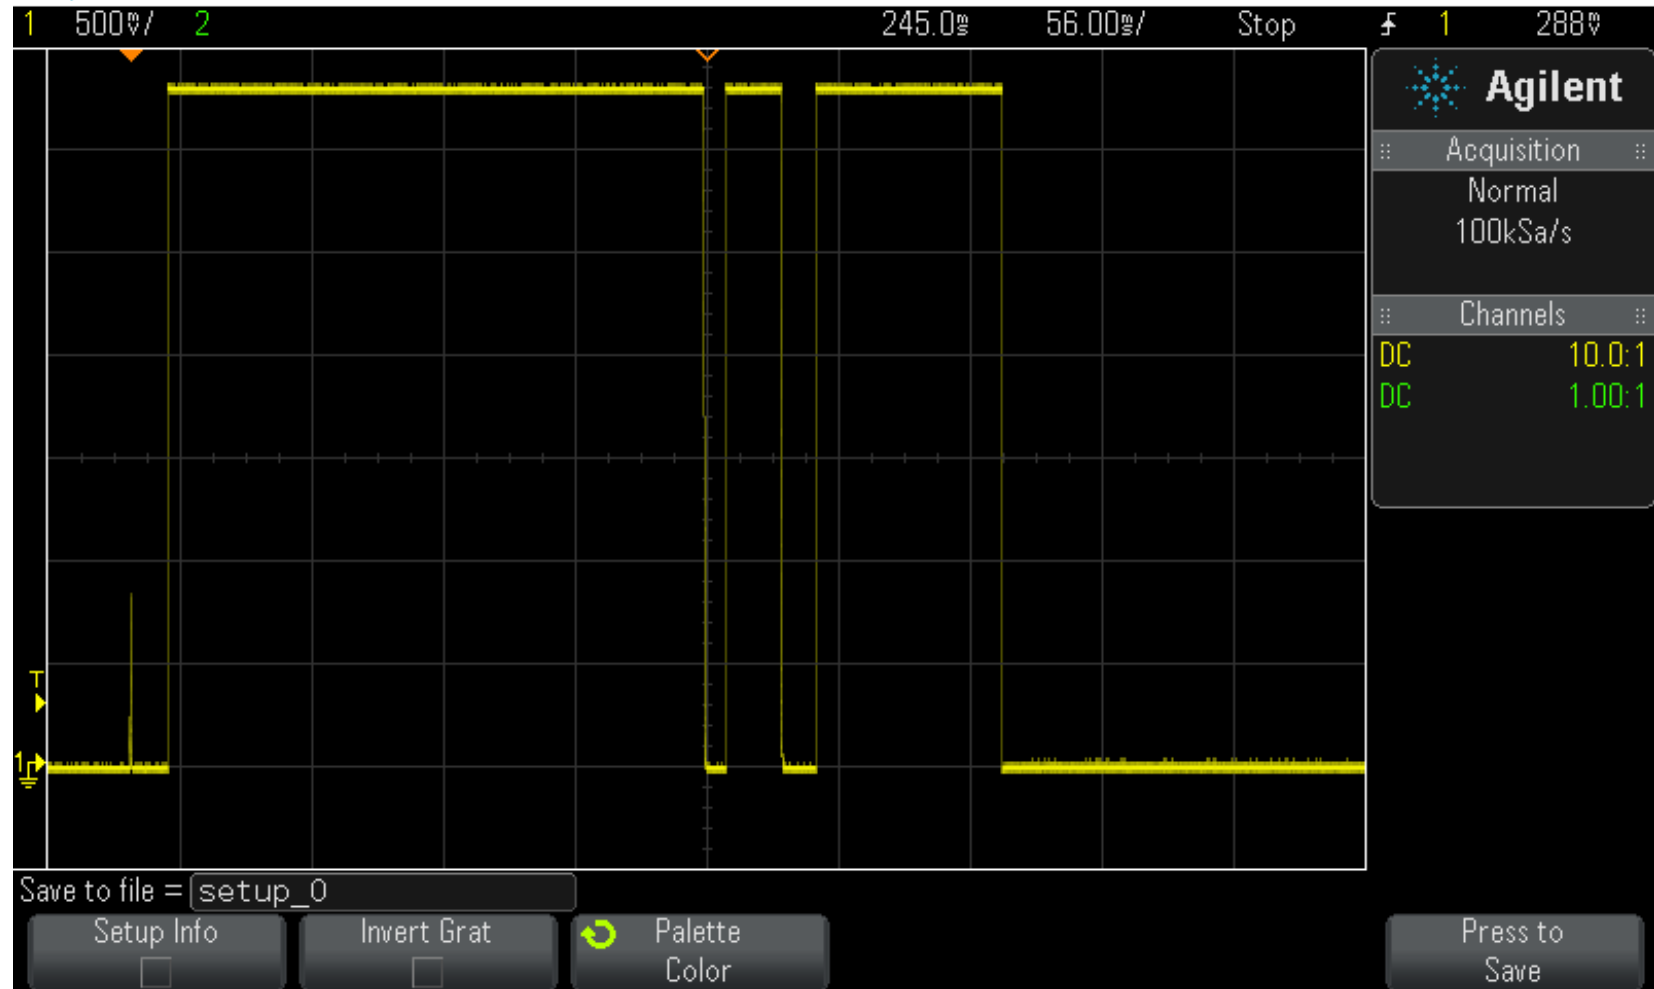 1 500mV/ 2 245.0ms 56.00ms/ Stop 1 288mV
Agilent
Acquisition
Normal
100kSa/s
Channels
DC 10.0:1
DC 1.00:1
T
1
Save to file = setup_0
Setup Info Invert Grat Palette Press to
Color Save